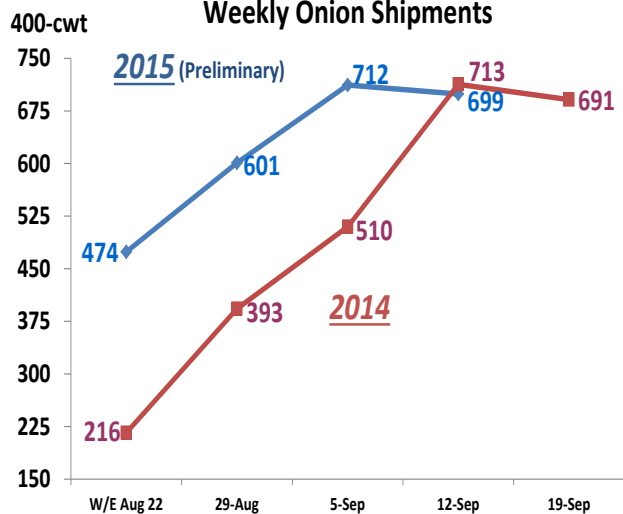 Weekly Onion Shipments
400-cwt
750
675
600
525
450
375
300
225
150
2015 (Preliminary)
474
601
712
699
2014
216
393
510
713
691
W/E Aug 22
29-Aug
5-Sep
12-Sep
19-Sep